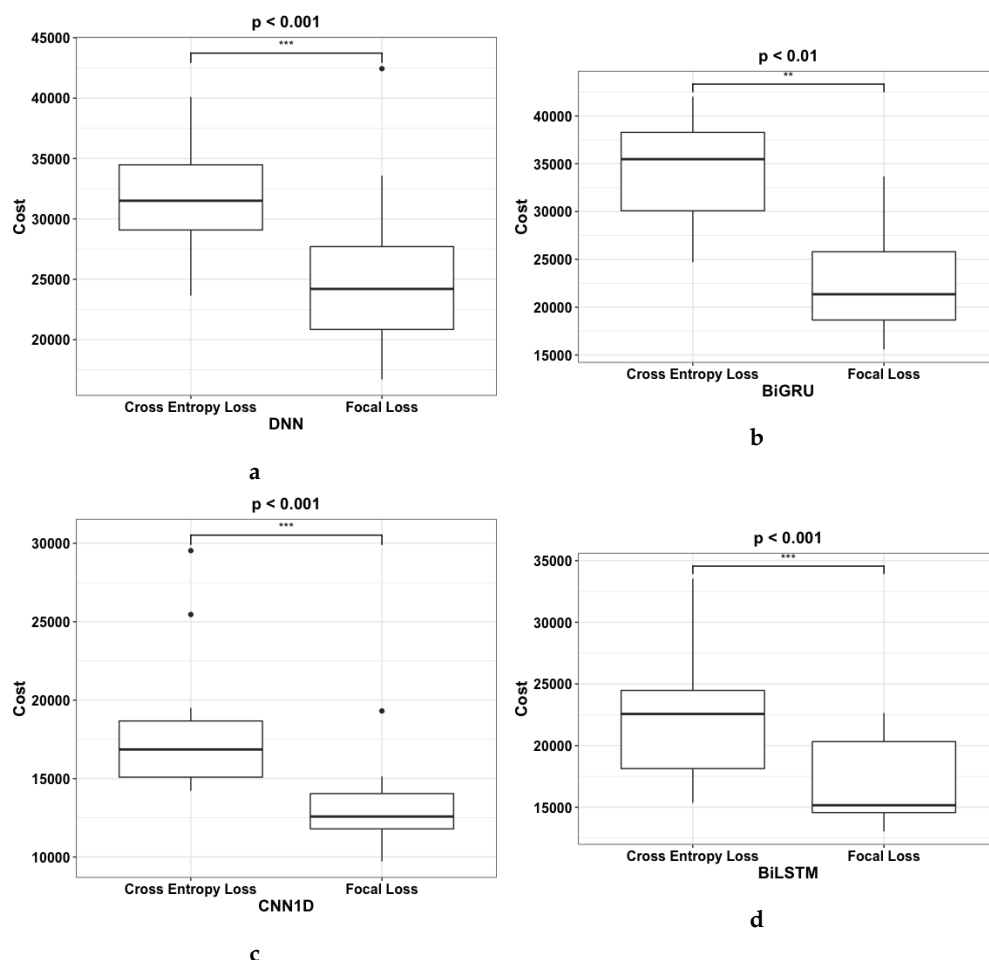 p < 0.001
***
45000
40000
35000
30000
25000
20000
Cost
Cross Entropy Loss Focal Loss
DNN
a
p < 0.01
**
40000
35000
30000
25000
20000
15000
Cost
Cross Entropy Loss Focal Loss
BiGRU
b
p < 0.001
***
30000
25000
20000
15000
10000
Cost
Cross Entropy Loss Focal Loss
CNN1D
c
p < 0.001
***
35000
30000
25000
20000
15000
Cost
Cross Entropy Loss Focal Loss
BiLSTM
d